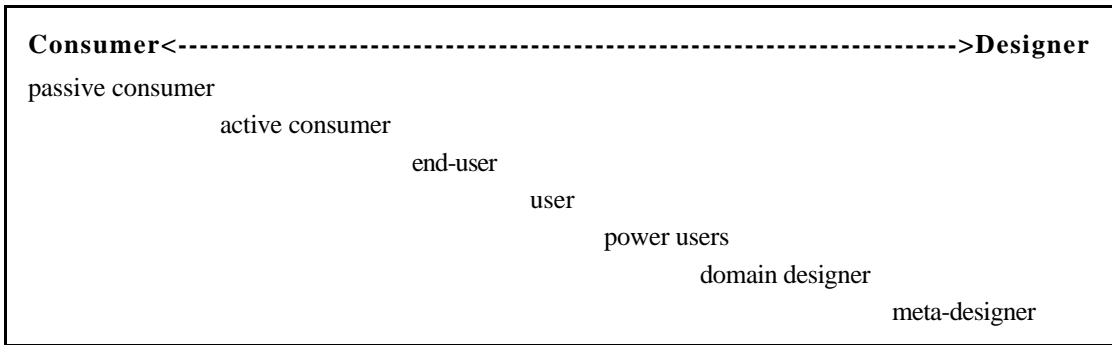 Consumer<------------------------------------------------------------------------->Designer
passive consumer
active consumer
end-user
user
power users
domain designer
meta-designer